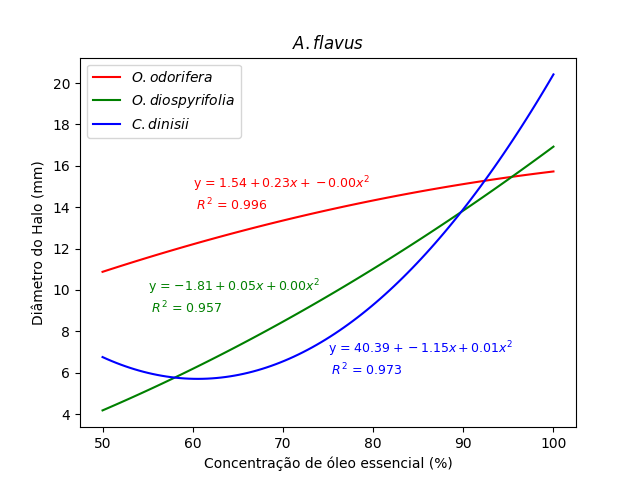 A. flavus
O. odorifera
O. diospyrifolia
C. dinisii
y = 1.54 + 0.23x + −0.00x²
R² = 0.996
y = −1.81 + 0.05x + 0.00x²
R² = 0.957
y = 40.39 + −1.15x + 0.01x²
R² = 0.973
Diâmetro do Halo (mm)
20
18
16
14
12
10
8
6
4
50 60 70 80 90 100
Concentração de óleo essencial (%)